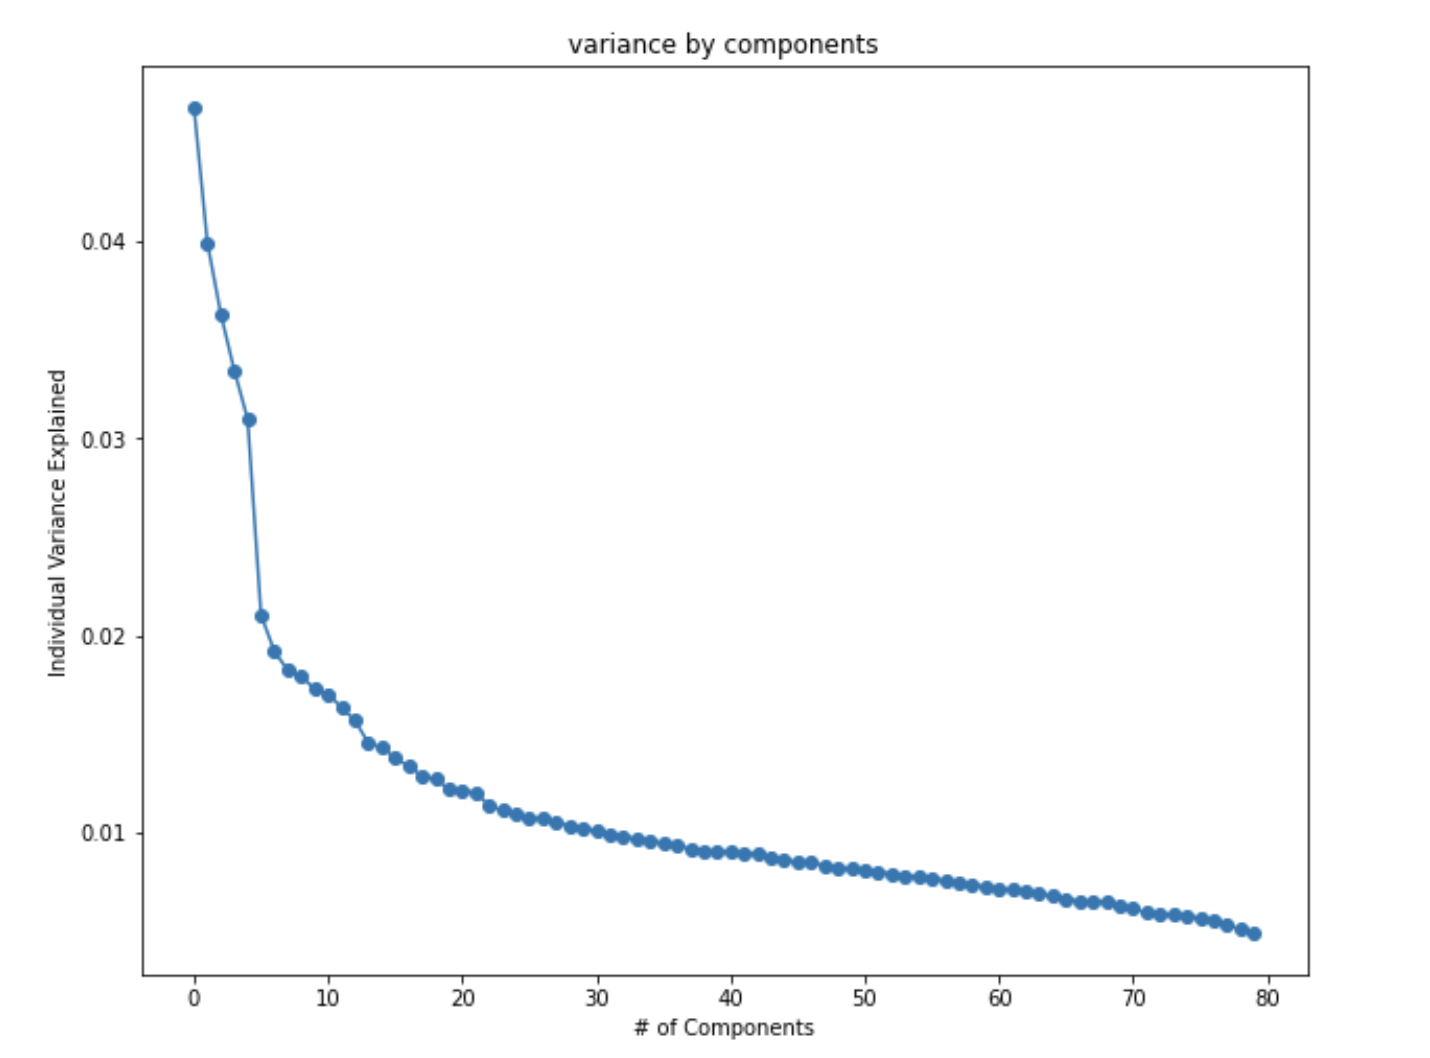 variance by components
Individual Variance Explained
0.04
0.03
0.02
0.01
0 10 20 30 40 50 60 70 80
# of Components